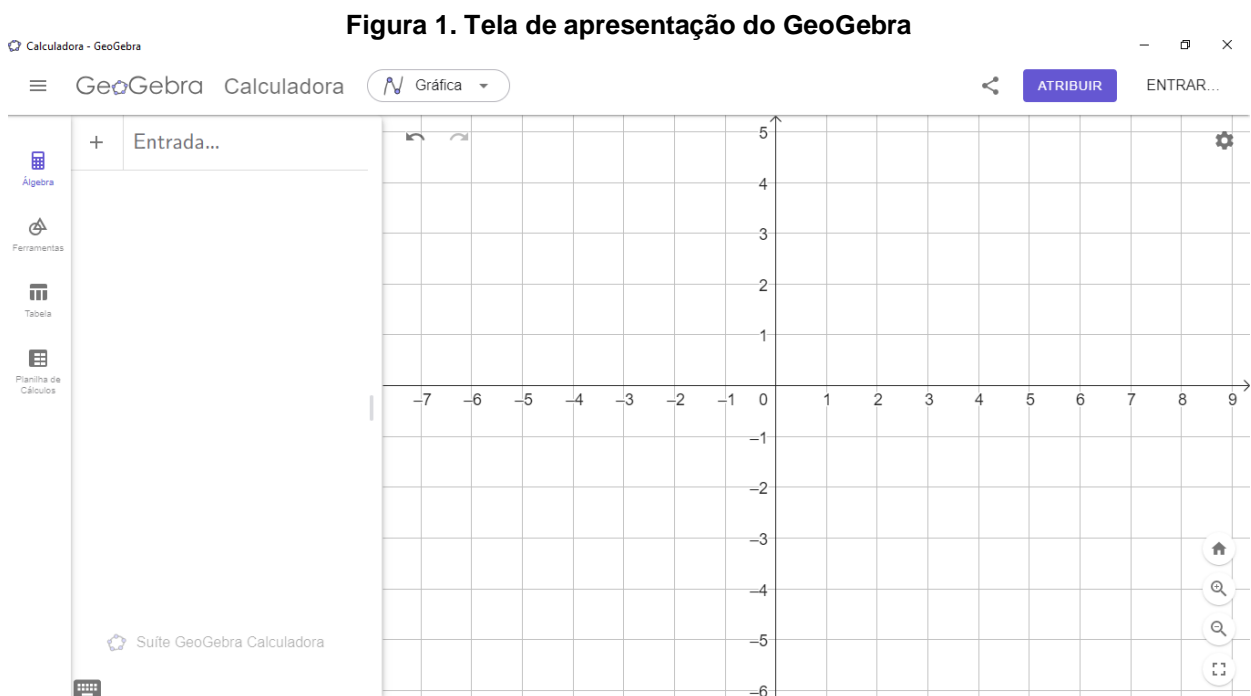 Figura 1. Tela de apresentação do GeoGebra
Calculadora - GeoGebra
GeoGebra Calculadora Gráfica ATRIBUIR ENTRAR...
+ Entrada...
Álgebra
Ferramentas
Tabela
Planilha de
Cálculos
5
4
3
2
1
–7 –6 –5 –4 –3 –2 –1 0 1 2 3 4 5 6 7 8 9
–1
–2
–3
–4
–5
–6
Suíte GeoGebra Calculadora